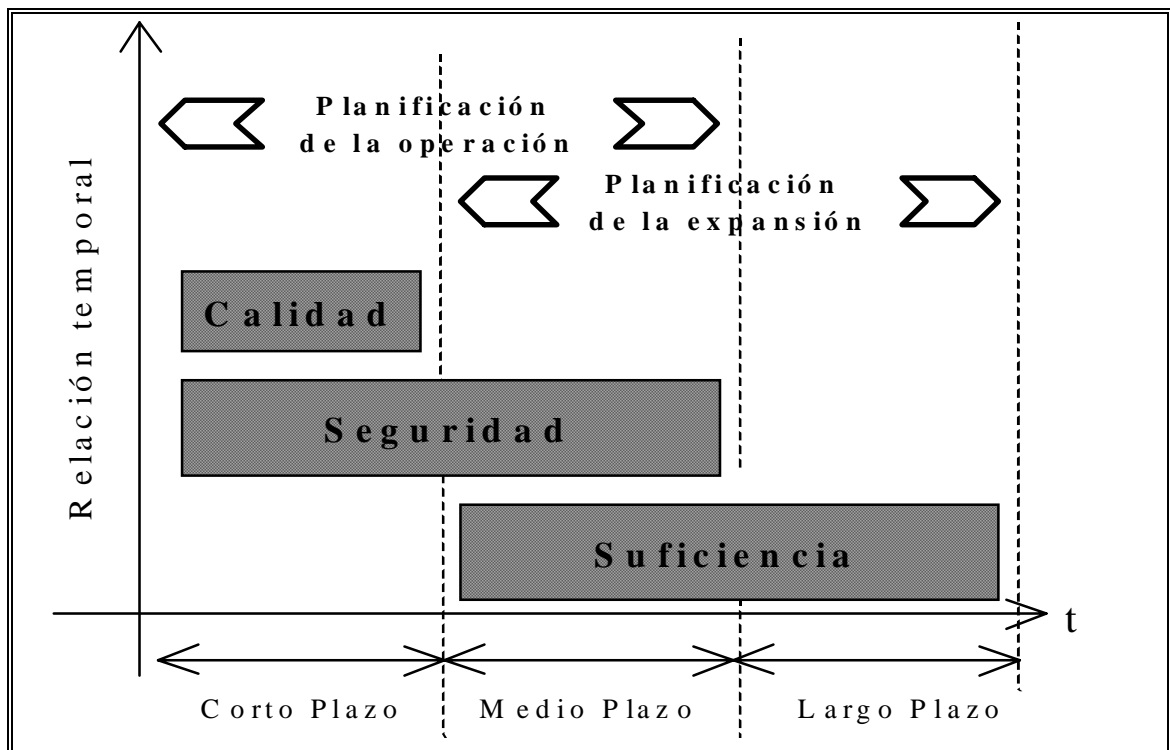 Relación temporal
Planificación
de la operación
Planificación
de la expansión
Calidad
Seguridad
Suficiencia
t
Corto Plazo
Medio Plazo
Largo Plazo